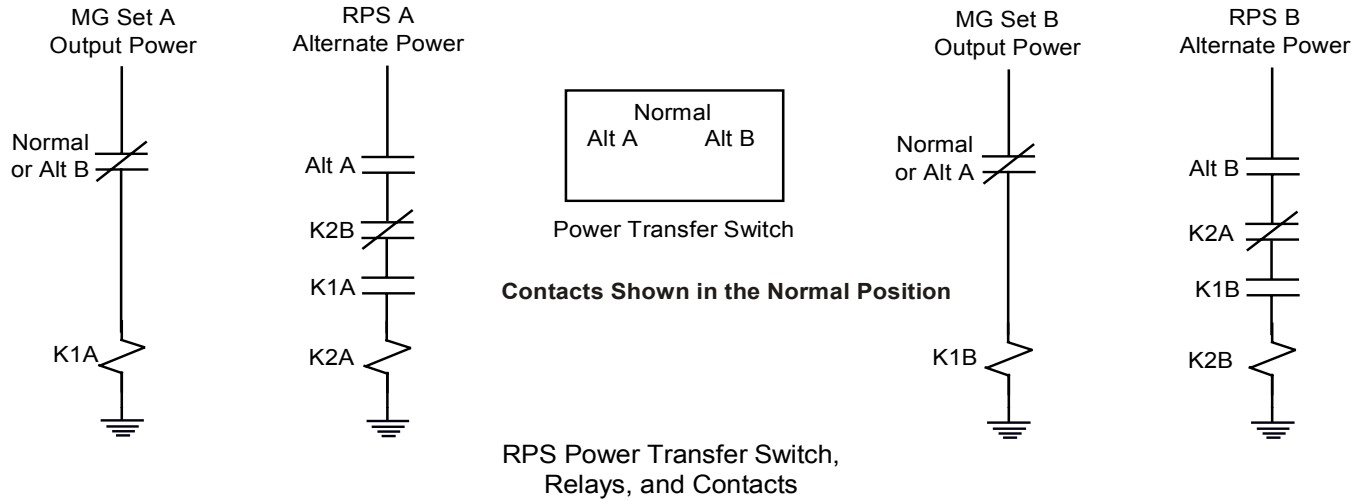 MG Set A
Output Power
RPS A
Alternate Power
MG Set B
Output Power
RPS B
Alternate Power
Normal
Alt A Alt B
Power Transfer Switch
Contacts Shown in the Normal Position
Normal
or Alt B
K1A
Alt A
K2B
K1A
K2A
Normal
or Alt A
K1B
Alt B
K2A
K1B
K2B
RPS Power Transfer Switch,
Relays, and Contacts